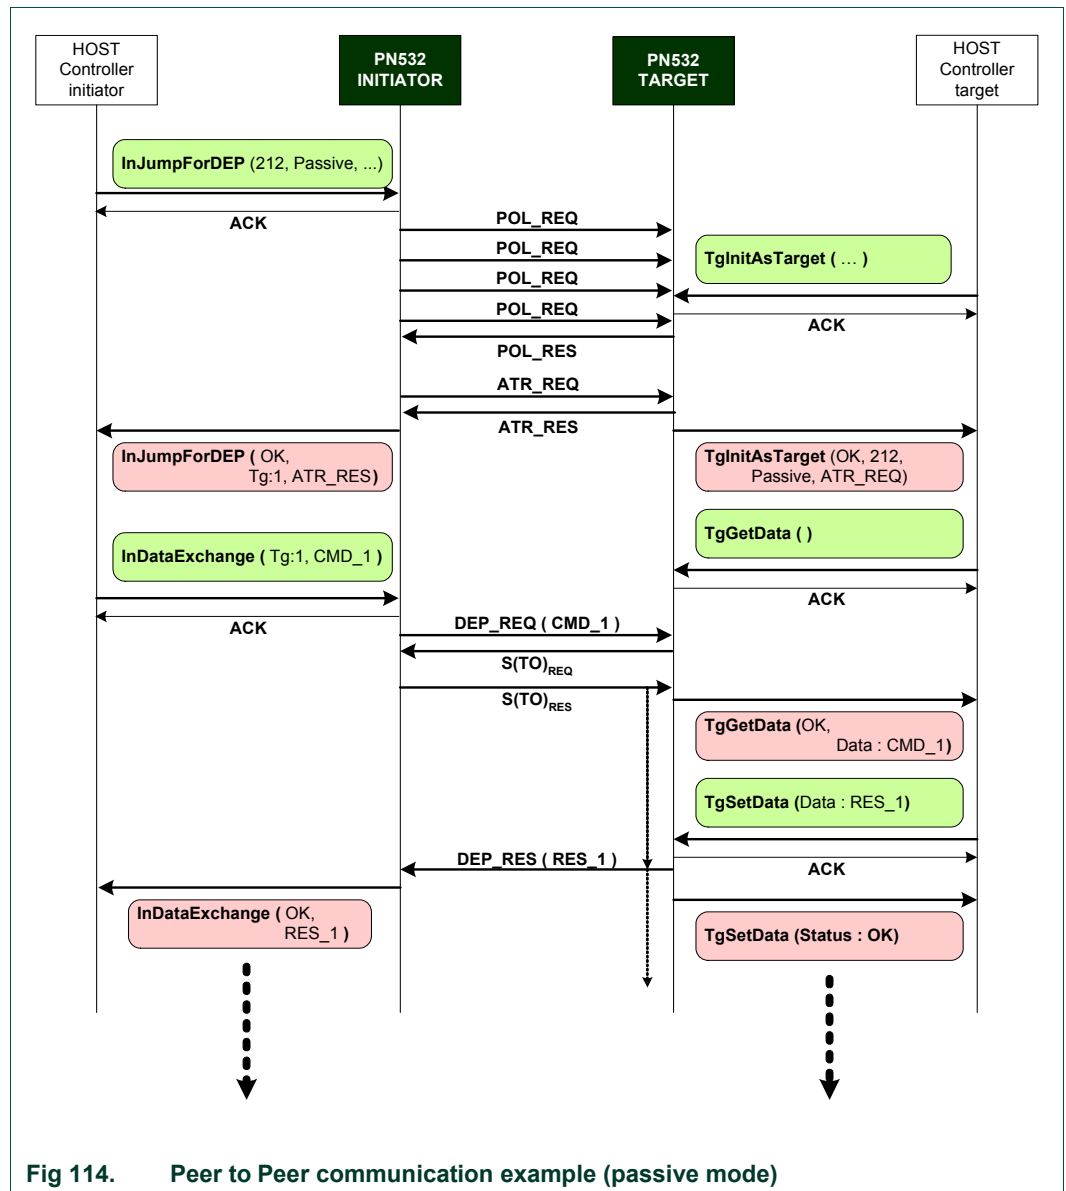 HOST
Controller
initiator
PN532
INITIATOR
PN532
TARGET
HOST
Controller
target
InJumpForDEP (212, Passive, ...)
ACK
POL_REQ
POL_REQ
TgInitAsTarget ( ... )
POL_REQ
POL_REQ
ACK
POL_RES
ATR_REQ
ATR_RES
InJumpForDEP ( OK,
Tg:1, ATR_RES)
TgInitAsTarget (OK, 212,
Passive, ATR_REQ)
TgGetData ( )
InDataExchange ( Tg:1, CMD_1 )
ACK
ACK
DEP_REQ ( CMD_1 )
S(TO)REQ
S(TO)RES
TgGetData (OK,
Data : CMD_1)
TgSetData (Data : RES_1)
DEP_RES ( RES_1 )
ACK
InDataExchange ( OK,
RES_1 )
TgSetData (Status : OK)
Fig 114. Peer to Peer communication example (passive mode)